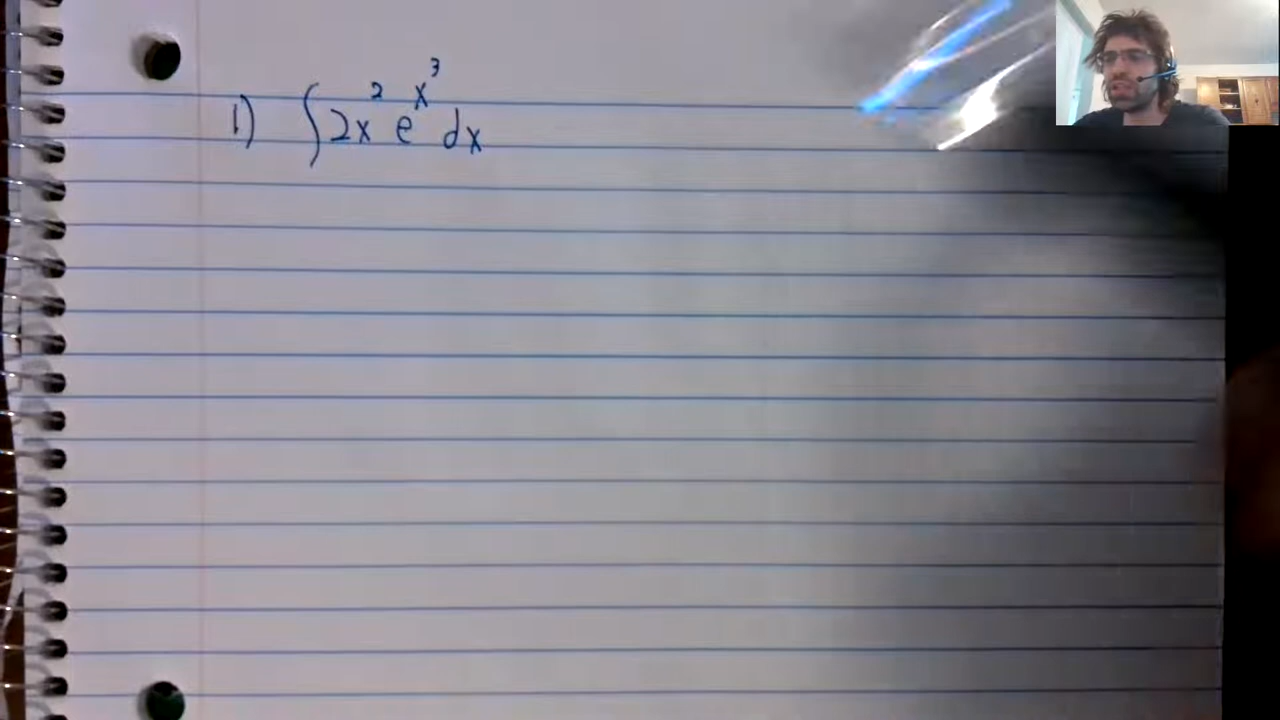 1) ∫2x²e^x³ dx